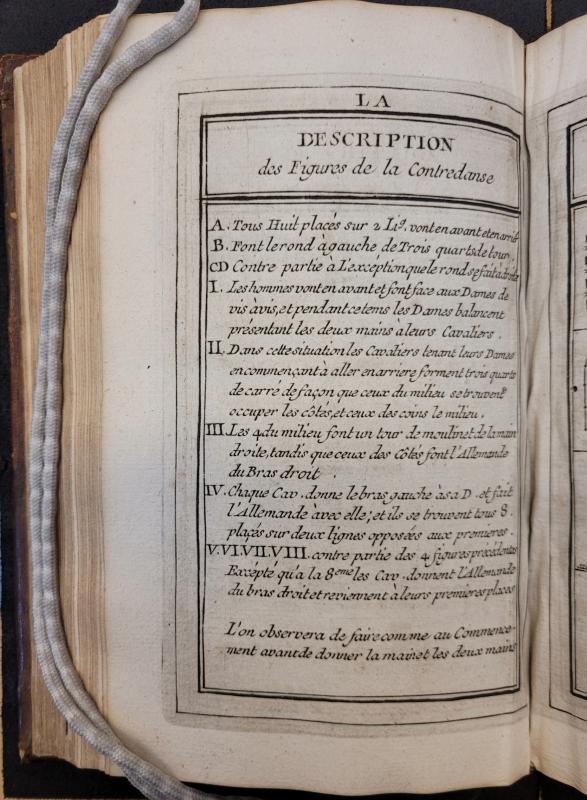 LA
DESCRIPTION
des Figures de la Contredanse
A. Tous Huit placés sur 2 Lig. vont en avant et en arrière
B. Font le rond à gauche de Trois quarts de tour.
CD Contre partie à L'exception que le rond se fait à droite
I. Les hommes vont en avant et font face aux Dames de
vis à vis, et pendant ce tems les Dames balancent
présentant les deux mains à leurs Cavaliers.
II. Dans cette situation les Cavaliers tenant leurs Dames
en commençant à aller en arriere forment trois quarts
de carré de façon que ceux du milieu se trouvent
occuper les côtés, et ceux des coins le milieu.
III. Les 4 du milieu font un tour de moulinet de la main
droite, tandis que ceux des Côtés font l'Allemande
du Bras droit.
IV. Chaque Cav. donne le bras gauche à sa D. et fait
l'Allemande avec elle; et ils se trouvent tous 8.
plaçés sur deux lignes opposées aux premieres.
V. VI. VII. VIII. contre partie des 4 figures précédentes
Excépté qu'a la 8eme les Cav. donnent l'Allemande
du bras droit et reviennent à leurs premieres places
L'on observera de faire comme au Commence-
ment avant de donner la main et les deux mains